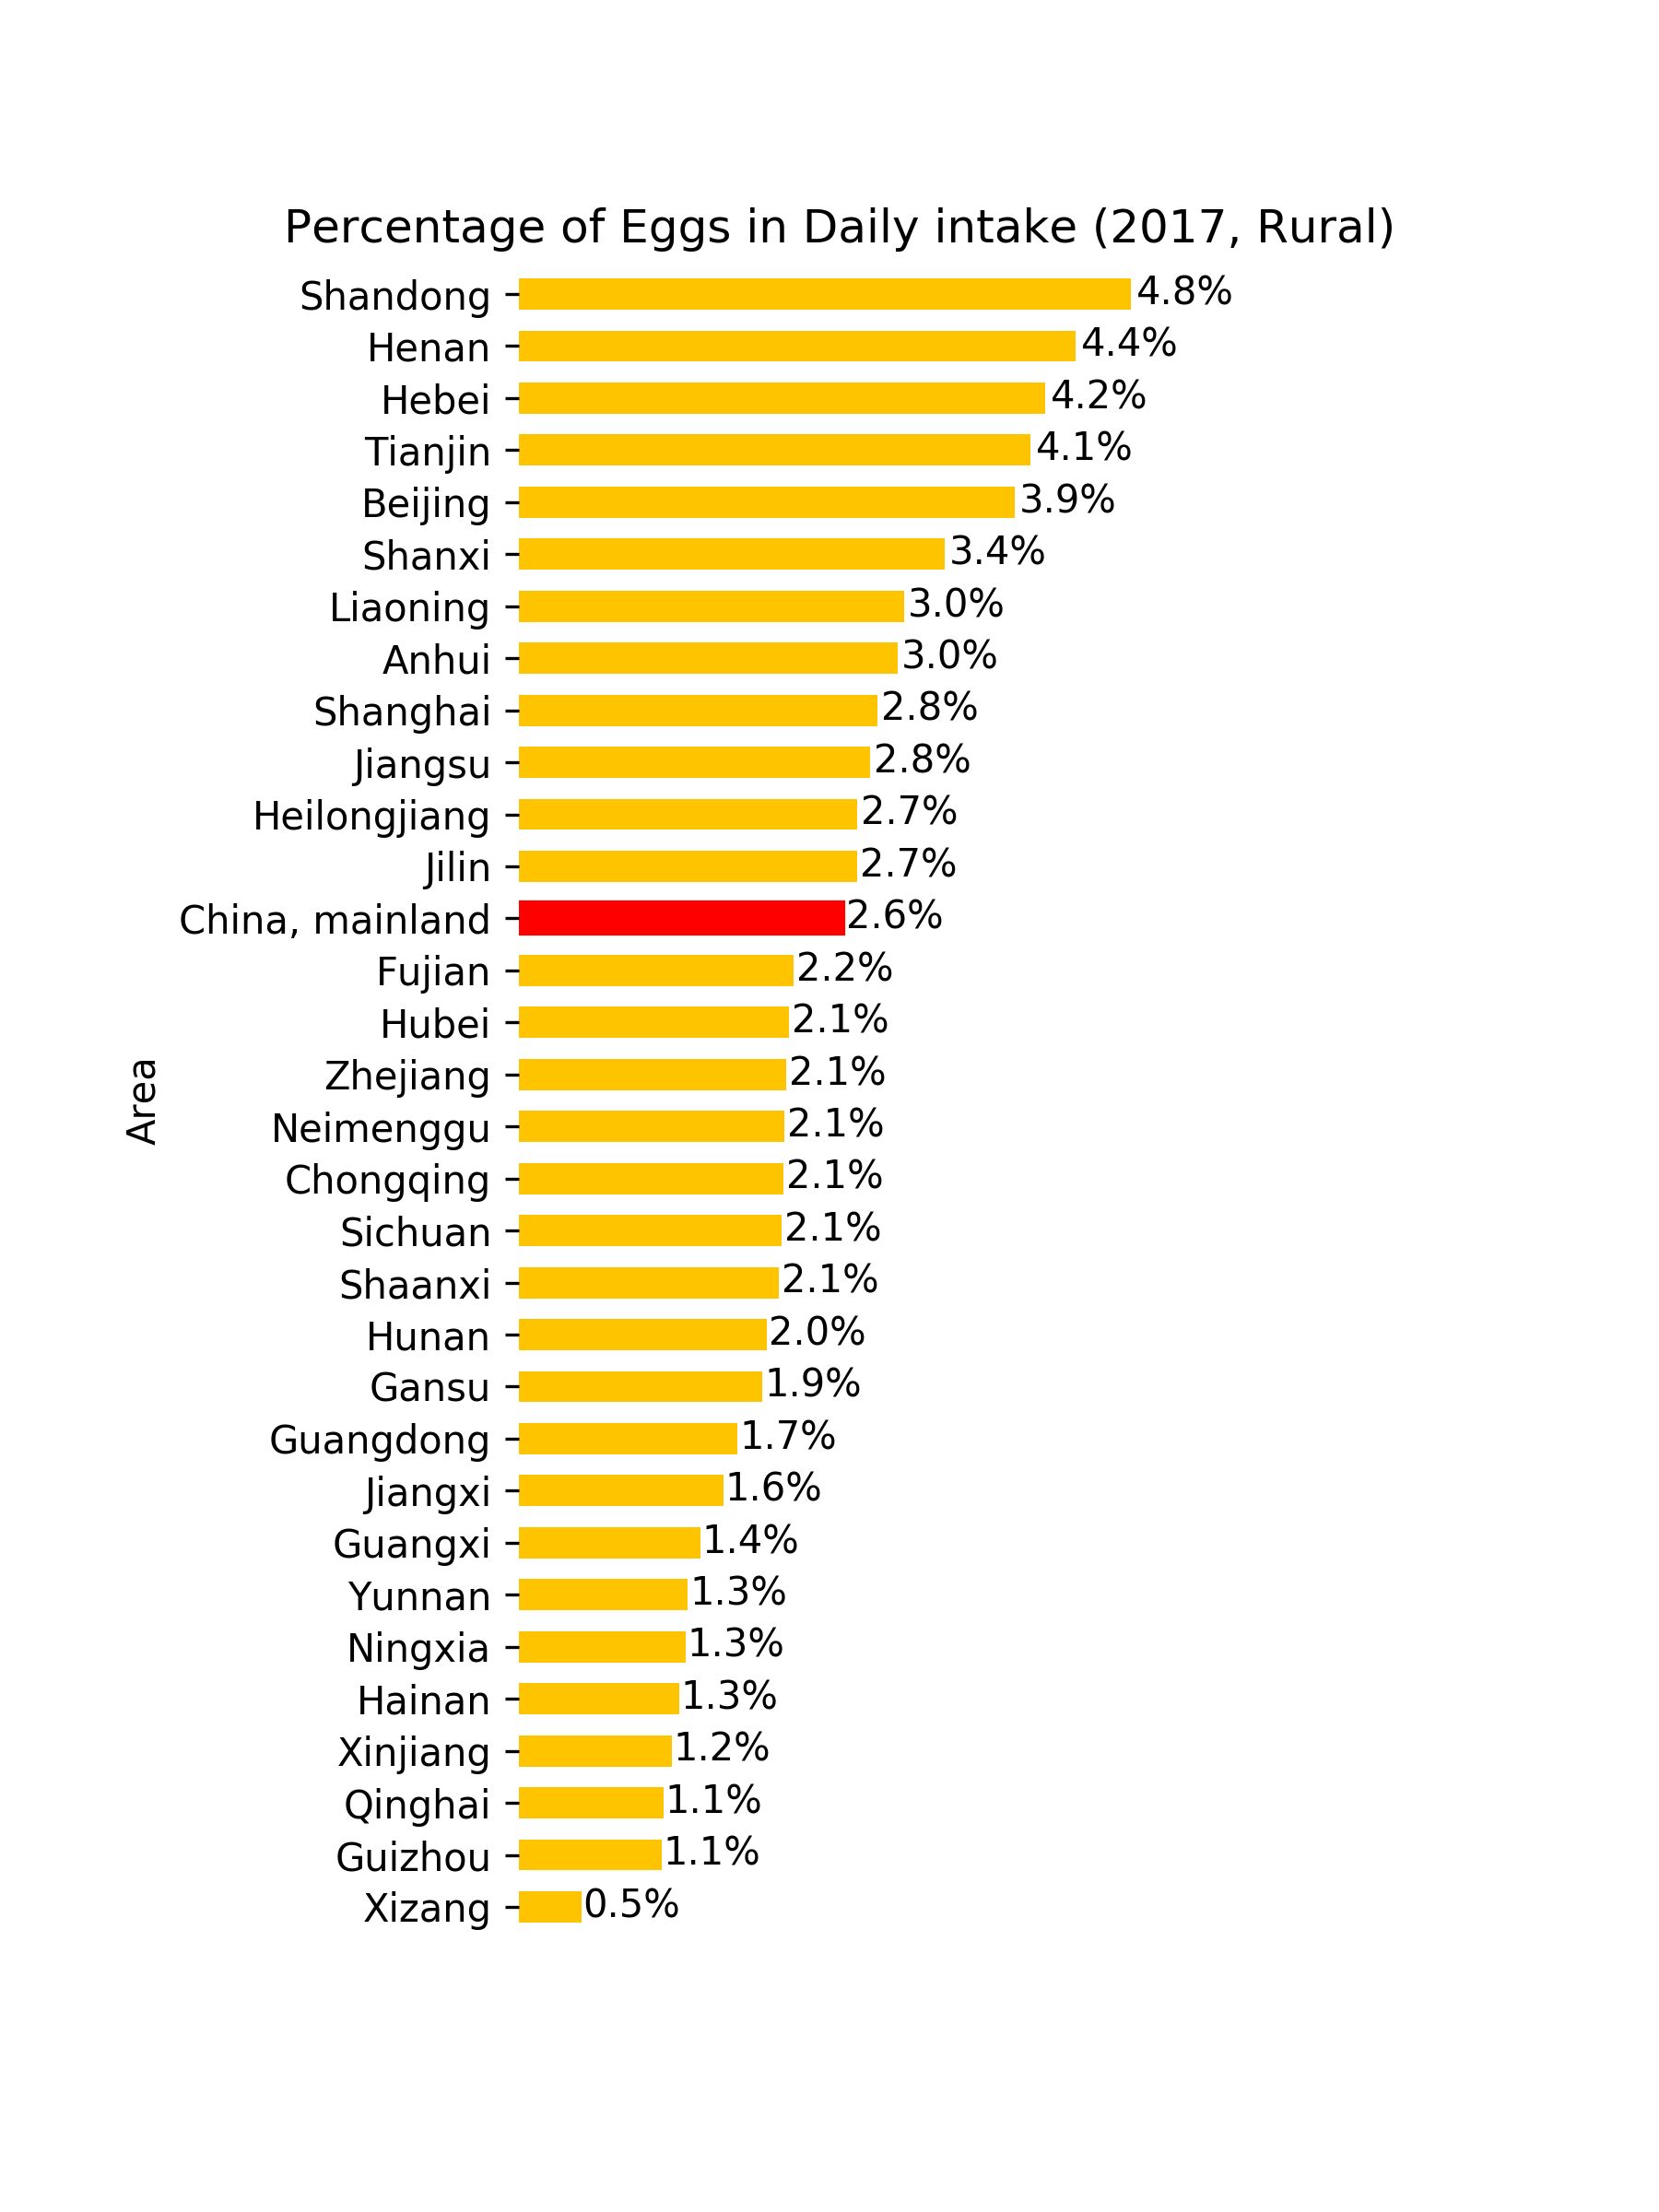 Percentage of Eggs in Daily intake (2017, Rural)
Shandong 4.8%
Henan 4.4%
Hebei 4.2%
Tianjin 4.1%
Beijing 3.9%
Shanxi 3.4%
Liaoning 3.0%
Anhui 3.0%
Shanghai 2.8%
Jiangsu 2.8%
Heilongjiang 2.7%
Jilin 2.7%
China, mainland 2.6%
Fujian 2.2%
Hubei 2.1%
Zhejiang 2.1%
Neimenggu 2.1%
Chongqing 2.1%
Sichuan 2.1%
Shaanxi 2.1%
Hunan 2.0%
Gansu 1.9%
Guangdong 1.7%
Jiangxi 1.6%
Guangxi 1.4%
Yunnan 1.3%
Ningxia 1.3%
Hainan 1.3%
Xinjiang 1.2%
Qinghai 1.1%
Guizhou 1.1%
Xizang 0.5%
Area